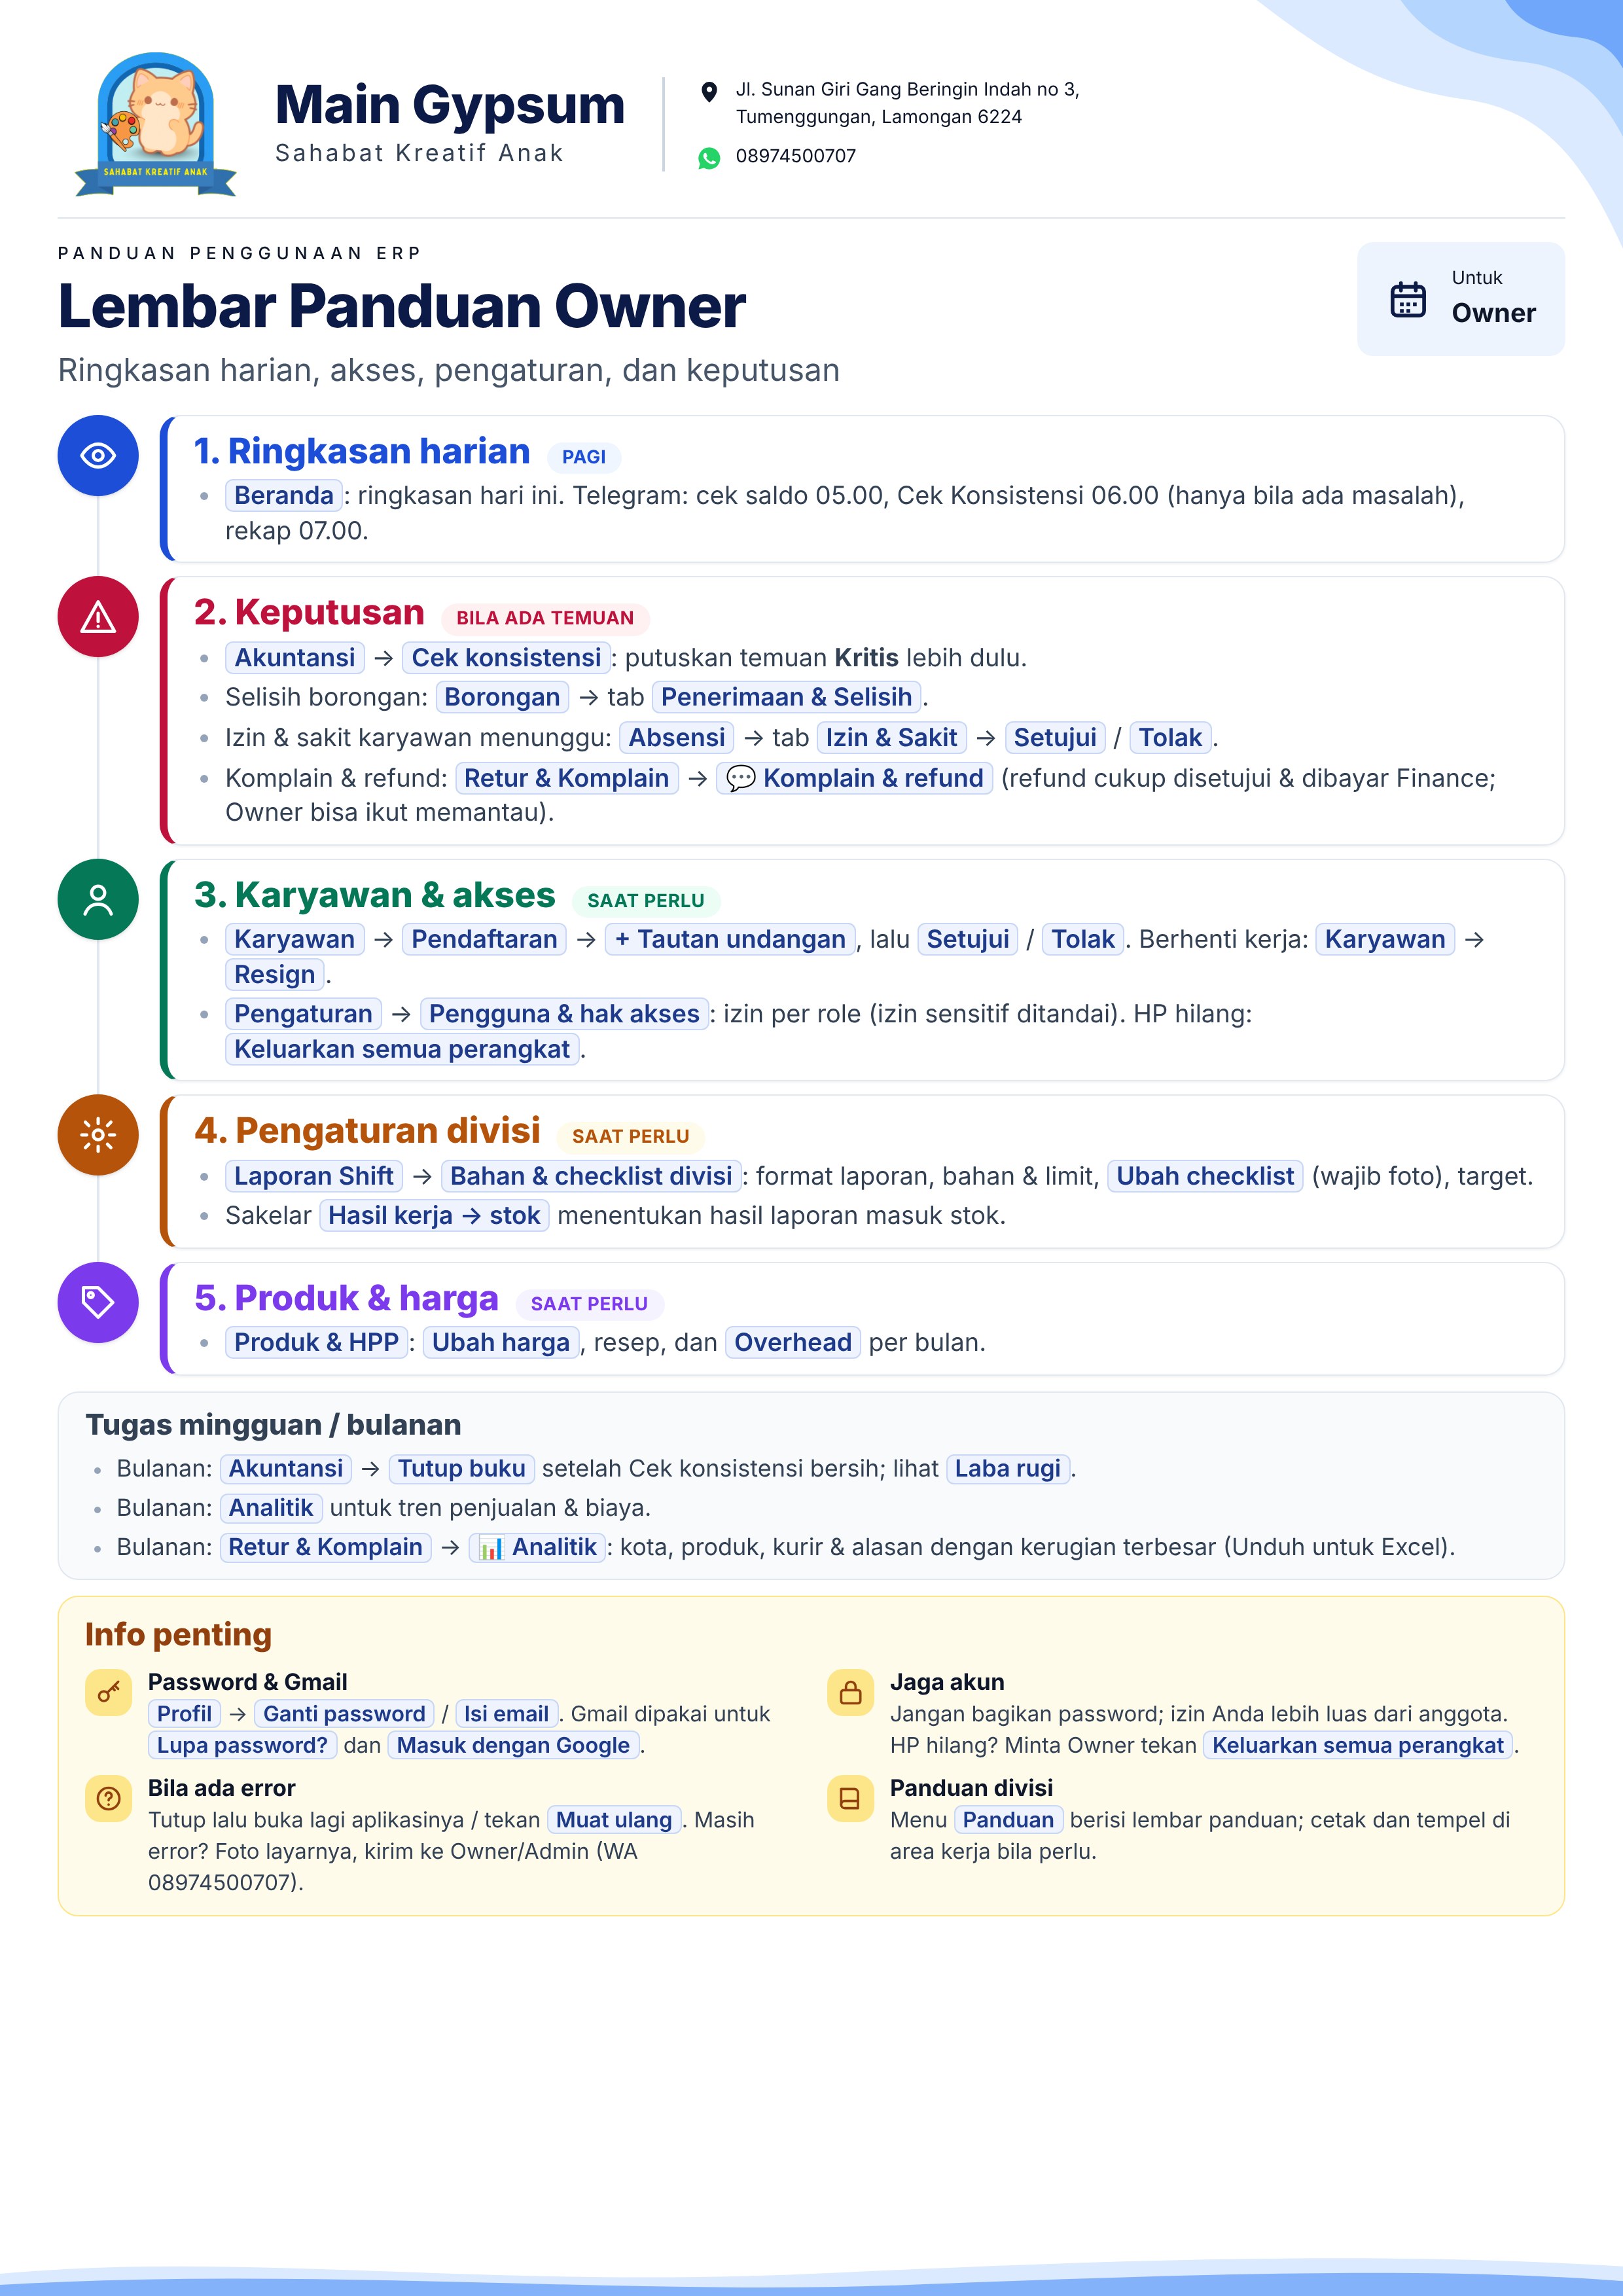 SAHABAT KREATIF ANAK
Main Gypsum
Sahabat Kreatif Anak
Jl. Sunan Giri Gang Beringin Indah no 3,
Tumenggungan, Lamongan 6224
08974500707
PANDUAN PENGGUNAAN ERP
Lembar Panduan Owner
Ringkasan harian, akses, pengaturan, dan keputusan
Untuk
Owner
1. Ringkasan harian PAGI
• Beranda: ringkasan hari ini. Telegram: cek saldo 05.00, Cek Konsistensi 06.00 (hanya bila ada masalah),
rekap 07.00.
2. Keputusan BILA ADA TEMUAN
• Akuntansi → Cek konsistensi: putuskan temuan Kritis lebih dulu.
• Selisih borongan: Borongan → tab Penerimaan & Selisih.
• Izin & sakit karyawan menunggu: Absensi → tab Izin & Sakit → Setujui / Tolak.
• Komplain & refund: Retur & Komplain → 💬 Komplain & refund (refund cukup disetujui & dibayar Finance;
Owner bisa ikut memantau).
3. Karyawan & akses SAAT PERLU
• Karyawan → Pendaftaran → + Tautan undangan, lalu Setujui / Tolak. Berhenti kerja: Karyawan →
Resign.
• Pengaturan → Pengguna & hak akses: izin per role (izin sensitif ditandai). HP hilang:
Keluarkan semua perangkat.
4. Pengaturan divisi SAAT PERLU
• Laporan Shift → Bahan & checklist divisi: format laporan, bahan & limit, Ubah checklist (wajib foto), target.
• Sakelar Hasil kerja → stok menentukan hasil laporan masuk stok.
5. Produk & harga SAAT PERLU
• Produk & HPP: Ubah harga, resep, dan Overhead per bulan.
Tugas mingguan / bulanan
• Bulanan: Akuntansi → Tutup buku setelah Cek konsistensi bersih; lihat Laba rugi.
• Bulanan: Analitik untuk tren penjualan & biaya.
• Bulanan: Retur & Komplain → 📊 Analitik: kota, produk, kurir & alasan dengan kerugian terbesar (Unduh untuk Excel).
Info penting
Password & Gmail
Profil → Ganti password / Isi email. Gmail dipakai untuk
Lupa password? dan Masuk dengan Google.
Jaga akun
Jangan bagikan password; izin Anda lebih luas dari anggota.
HP hilang? Minta Owner tekan Keluarkan semua perangkat.
Bila ada error
Tutup lalu buka lagi aplikasinya / tekan Muat ulang. Masih
error? Foto layarnya, kirim ke Owner/Admin (WA
08974500707).
Panduan divisi
Menu Panduan berisi lembar panduan; cetak dan tempel di
area kerja bila perlu.